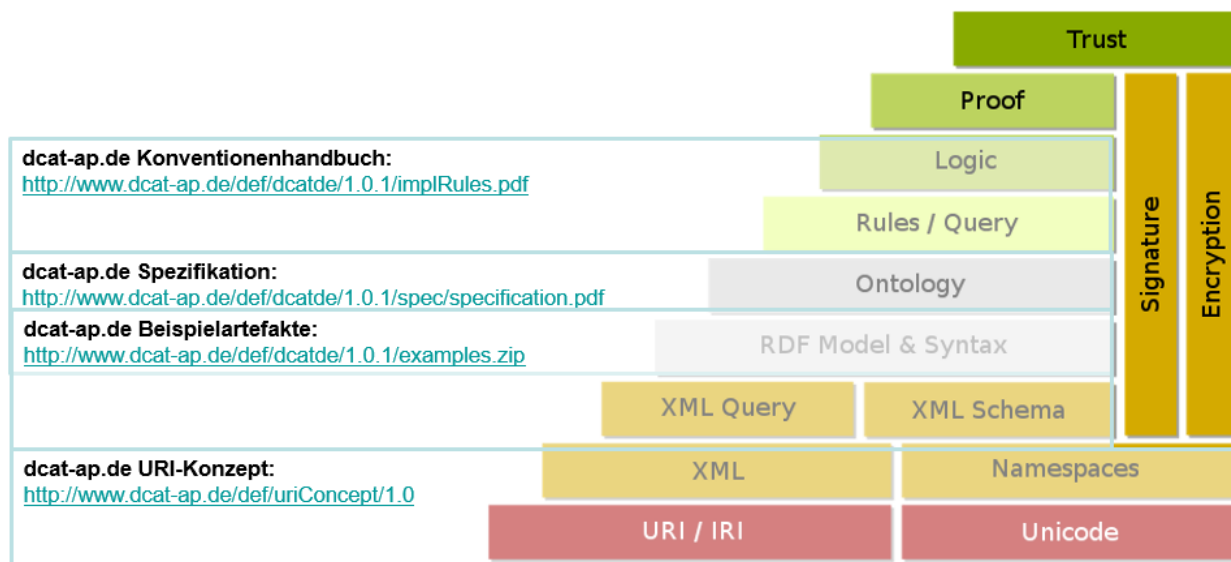 Trust
Proof
dcat-ap.de Konventionenhandbuch:
http://www.dcat-ap.de/def/dcatde/1.0.1/implRules.pdf
Logic
Rules / Query
dcat-ap.de Spezifikation:
http://www.dcat-ap.de/def/dcatde/1.0.1/spec/specification.pdf
Ontology
dcat-ap.de Beispielartefakte:
http://www.dcat-ap.de/def/dcatde/1.0.1/examples.zip
RDF Model & Syntax
XML Query
XML Schema
Signature
Encryption
dcat-ap.de URI-Konzept:
http://www.dcat-ap.de/def/uriConcept/1.0
XML
Namespaces
URI / IRI
Unicode